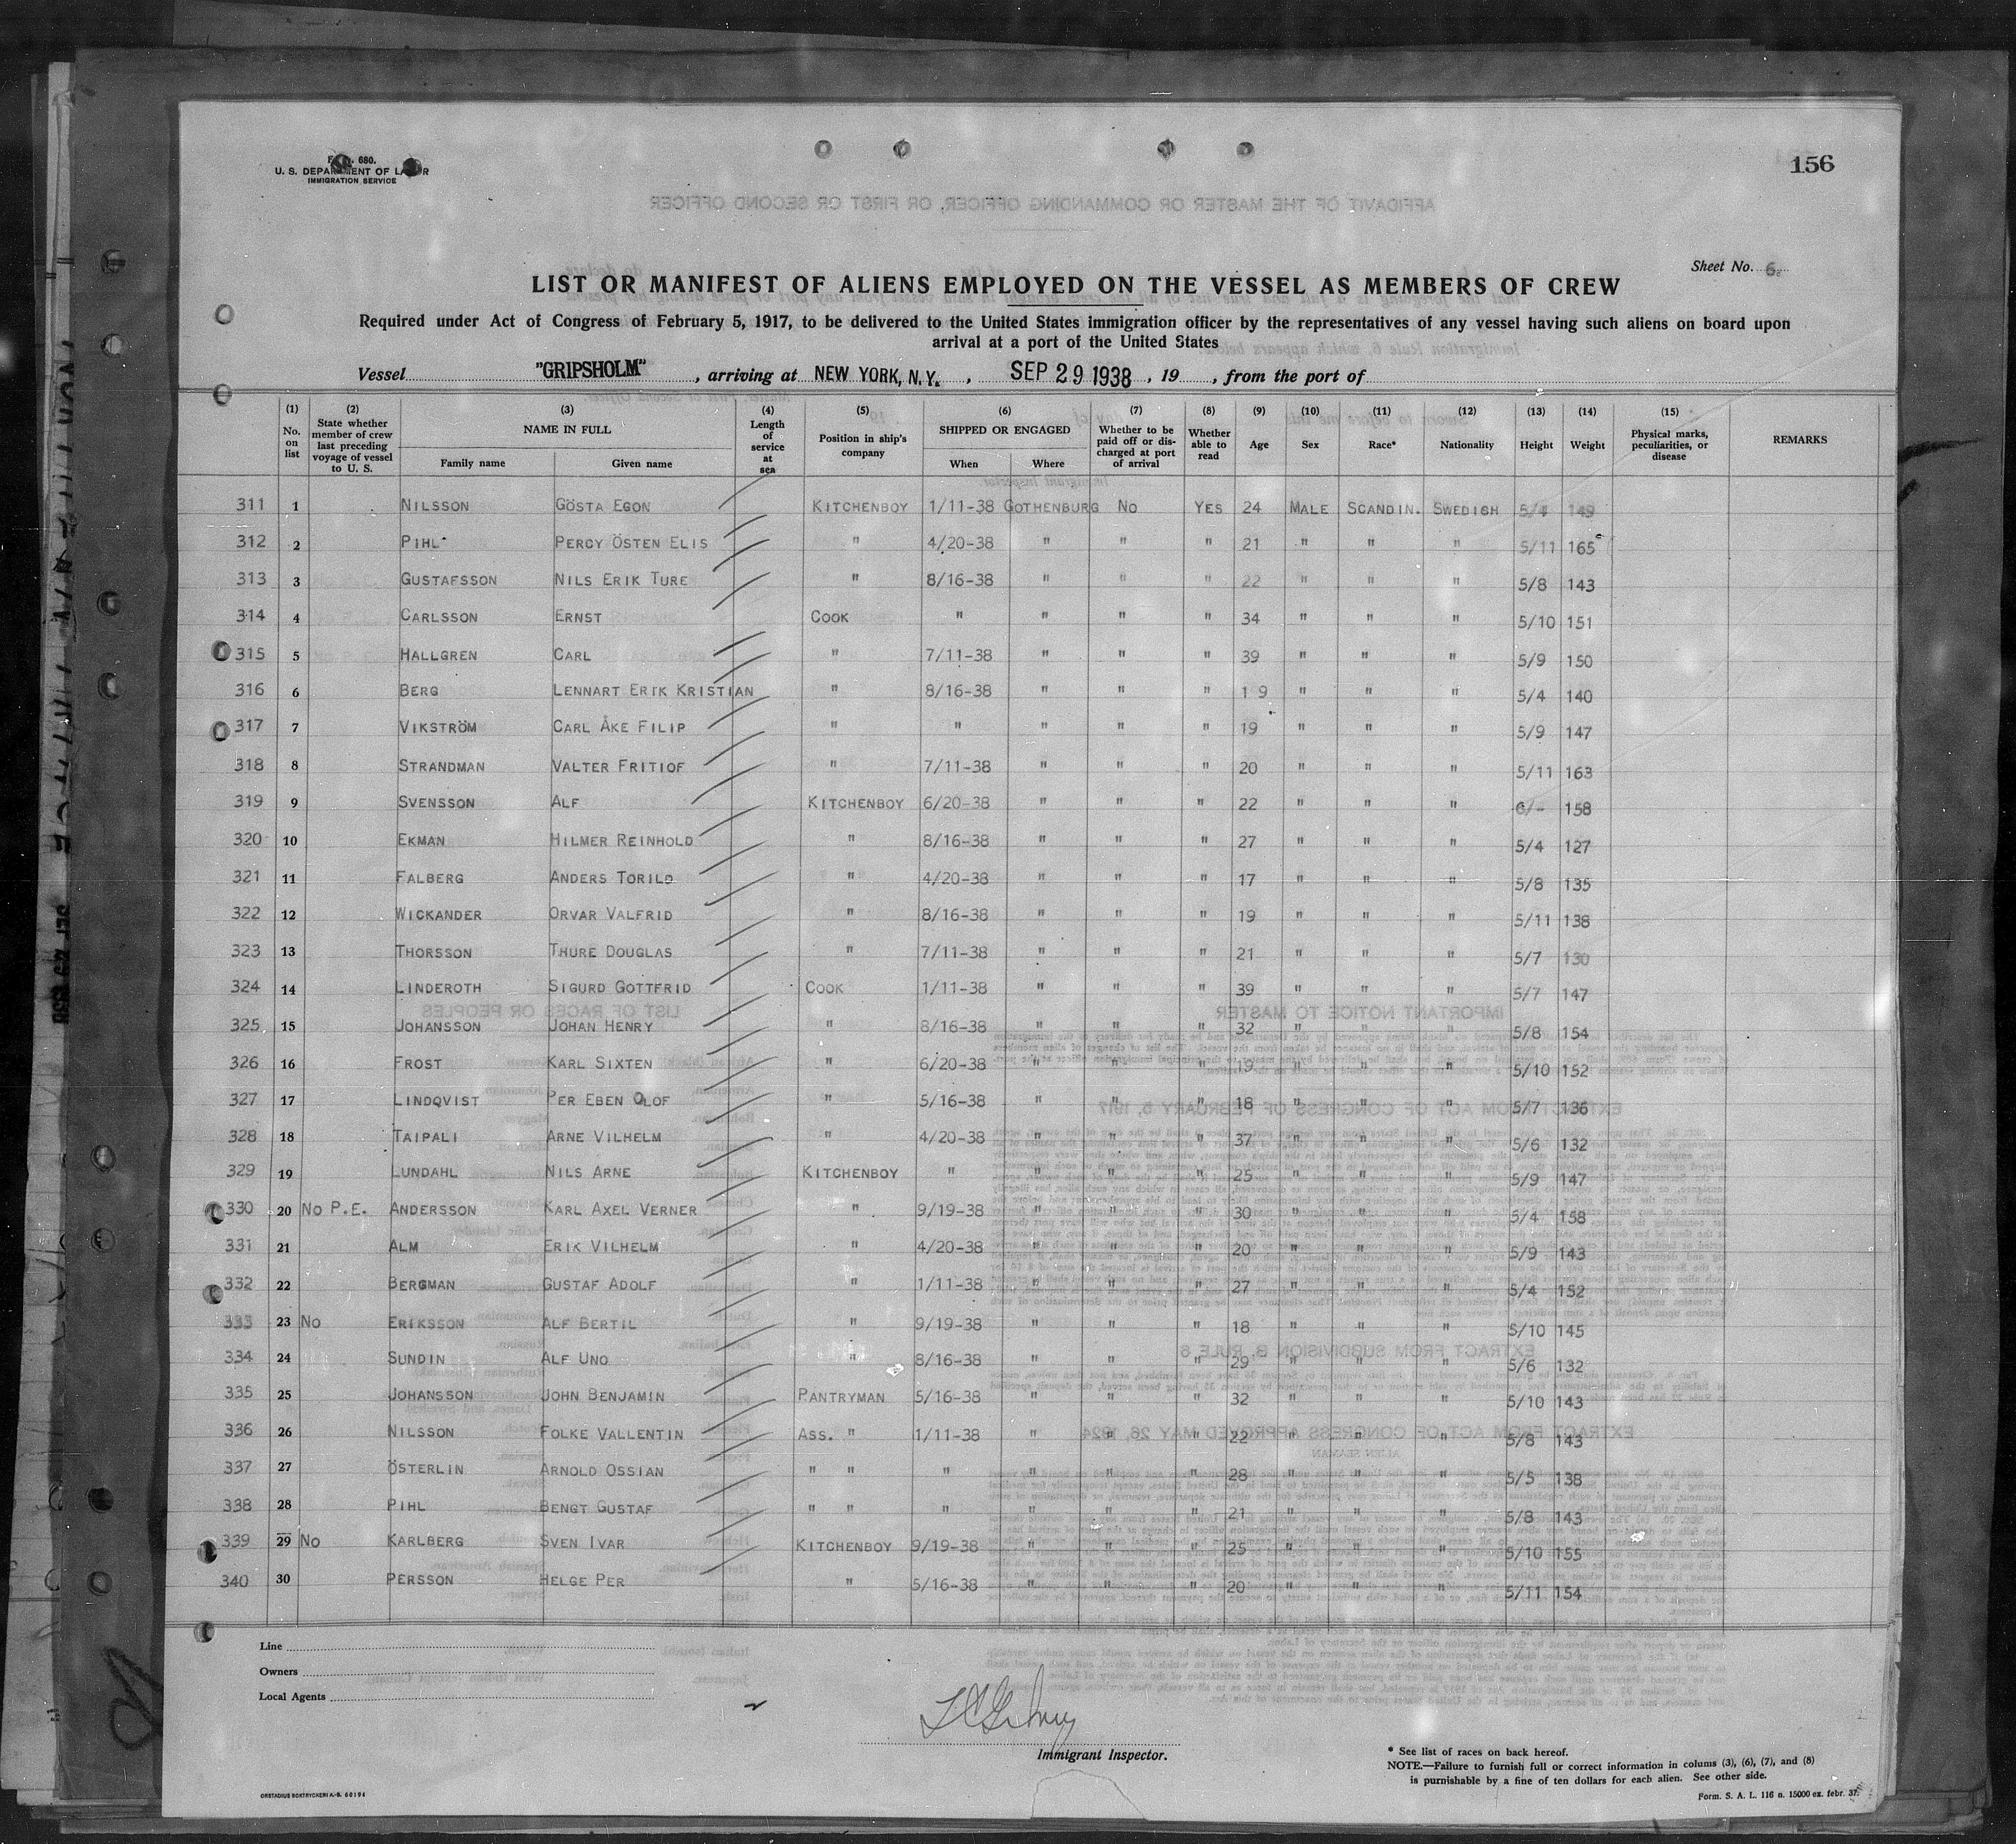 156
U. S. DEPARTMENT OF LABOR
IMMIGRATION SERVICE
Sheet No. 6.
LIST OR MANIFEST OF ALIENS EMPLOYED ON THE VESSEL AS MEMBERS OF CREW
Required under Act of Congress of February 5, 1917, to be delivered to the United States immigration officer by the representatives of any vessel having such aliens on board upon
arrival at a port of the United States
Vessel "GRIPSHOLM", arriving at NEW YORK, N.Y., SEP 29 1938, 19, from the port of
(1) No. on list (2) State whether member of crew last preceding voyage of vessel to U. S. (3) NAME IN FULL Family name Given name (4) Length of service at sea (5) Position in ship's company (6) SHIPPED OR ENGAGED When Where (7) Whether to be paid off or discharged at port of arrival (8) Whether able to read (9) Age (10) Sex (11) Race* (12) Nationality (13) Height (14) Weight (15) Physical marks, peculiarities, or disease REMARKS
311 1 NILSSON GÖSTA EGON KITCHENBOY 1/11-38 GOTHENBURG NO YES 24 MALE SCANDIN. SWEDISH 5/4 149
312 2 PIHL PERCY ÖSTEN ELIS " 4/20-38 " " " 21 " " " 5/11 165
313 3 GUSTAFSSON NILS ERIK TURE " 8/16-38 " " " 22 " " " 5/8 143
314 4 CARLSSON ERNST COOK " " " " 34 " " " 5/10 151
315 5 HALLGREN CARL " 7/11-38 " " " 39 " " " 5/9 150
316 6 BERG LENNART ERIK KRISTIAN " 8/16-38 " " " 19 " " " 5/4 140
317 7 VIKSTRÖM CARL ÅKE FILIP " " " " " 19 " " " 5/9 147
318 8 STRANDMAN VALTER FRITIOF " 7/11-38 " " " 20 " " " 5/11 163
319 9 SVENSSON ALF KITCHENBOY 6/20-38 " " " 22 " " " 6/- 158
320 10 EKMAN HILMER REINHOLD " 8/16-38 " " " 27 " " " 5/4 127
321 11 FALBERG ANDERS TORILD " 4/20-38 " " " 17 " " " 5/8 135
322 12 WICKANDER ORVAR VALFRID " 8/16-38 " " " 19 " " " 5/11 138
323 13 THORSSON THURE DOUGLAS " 7/11-38 " " " 21 " " " 5/7 130
324 14 LINDEROTH SIGURD GOTTFRID COOK 1/11-38 " " " 39 " " " 5/7 147
325 15 JOHANSSON JOHAN HENRY " 8/16-38 " " " 32 " " " 5/8 154
326 16 FROST KARL SIXTEN " 6/20-38 " " " 19 " " " 5/10 152
327 17 LINDQVIST PER EBEN OLOF " 5/16-38 " " " 18 " " " 5/7 136
328 18 TAIPALI ARNE VILHELM " 4/20-38 " " " 37 " " " 5/6 132
329 19 LUNDAHL NILS ARNE KITCHENBOY " " " " 25 " " " 5/9 147
330 20 NO P.E. ANDERSSON KARL AXEL VERNER " 9/19-38 " " " 30 " " " 5/4 158
331 21 ALM ERIK VILHELM " 4/20-38 " " " 20 " " " 5/9 143
332 22 BERGMAN GUSTAF ADOLF " 1/11-38 " " " 27 " " " 5/4 152
333 23 NO ERIKSSON ALF BERTIL " 9/19-38 " " " 18 " " " 5/10 145
334 24 SUNDIN ALF UNO " 8/16-38 " " " 29 " " " 5/6 132
335 25 JOHANSSON JOHN BENJAMIN PANTRYMAN 5/16-38 " " " 32 " " " 5/10 143
336 26 NILSSON FOLKE VALLENTIN ASS. " 1/11-38 " " " 22 " " " 5/8 143
337 27 ÖSTERLIN ARNOLD OSSIAN " " " " " " 28 " " " 5/5 138
338 28 PIHL BENGT GUSTAF " " " " " " 21 " " " 5/8 143
339 29 NO KARLBERG SVEN IVAR KITCHENBOY 9/19-38 " " " 25 " " " 5/10 155
340 30 PERSSON HELGE PER " 5/16-38 " " " 20 " " " 5/11 154
Line
Owners
Local Agents
Immigrant Inspector.
* See list of races on back hereof.
NOTE.—Failure to furnish full or correct information in colums (3), (6), (7), and (8)
is punishable by a fine of ten dollars for each alien. See other side.
Form. S. A. L. 116 n. 15000 ex. febr. 37.